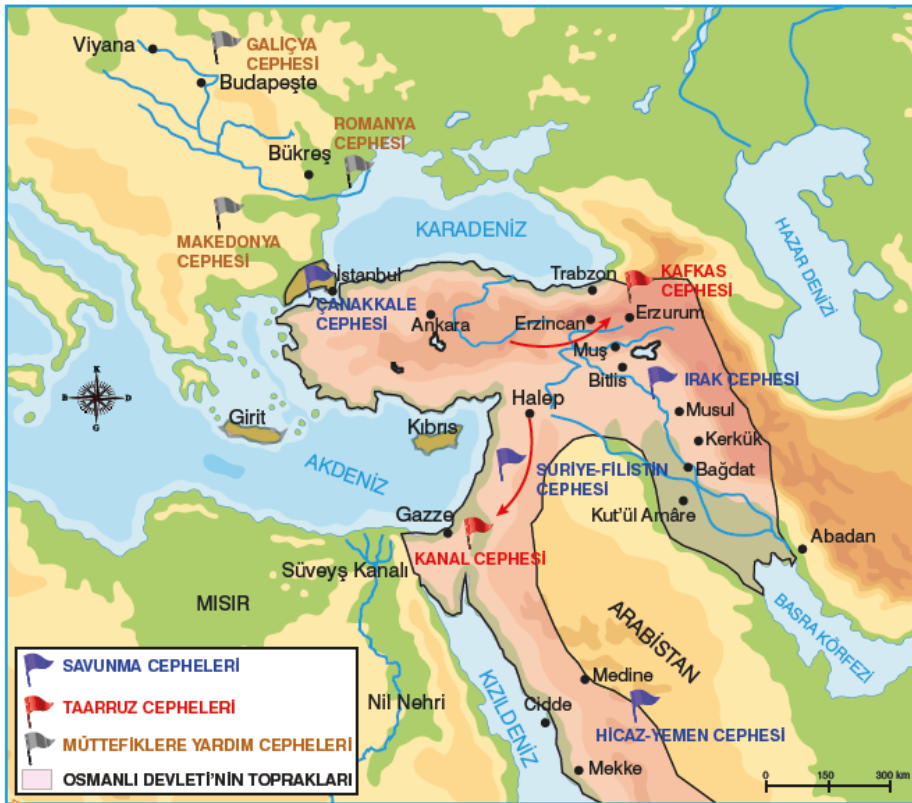 Viyana
GALİÇYA
CEPHESİ
Budapeşte
ROMANYA
CEPHESİ
Bükreş
MAKEDONYA
CEPHESİ
KARADENİZ
HAZAR DENİZİ
İstanbul
ÇANAKKALE
CEPHESİ
Trabzon
KAFKAS
CEPHESİ
Ankara
Erzincan
Erzurum
Muş
Bitlis
IRAK CEPHESİ
K
B
D
G
Girit
Kıbrıs
Halep
Musul
Kerkük
AKDENİZ
SURİYE-FİLİSTİN
CEPHESİ
Bağdat
Kut'ül Amâre
Gazze
KANAL CEPHESİ
Abadan
Süveyş Kanalı
MISIR
BASRA KÖRFEZİ
ARABİSTAN
Nil Nehri
KIZILDENİZ
Medine
Cidde
HİCAZ-YEMEN CEPHESİ
Mekke
SAVUNMA CEPHELERİ
TAARRUZ CEPHELERİ
MÜTTEFİKLERE YARDIM CEPHELERİ
OSMANLI DEVLETİ'NİN TOPRAKLARI
0 150 300 km